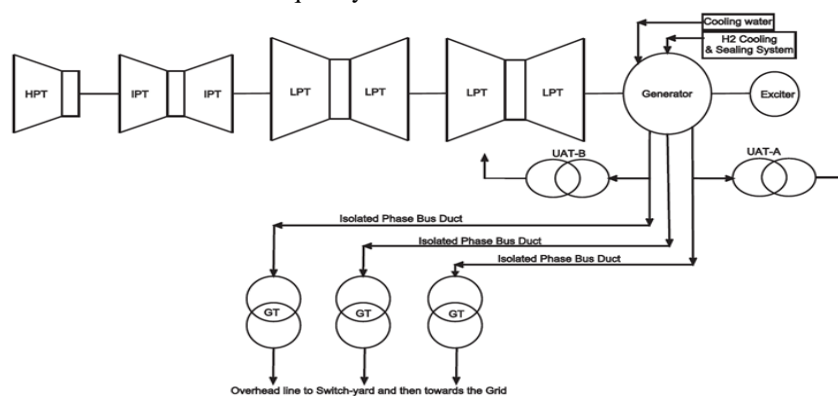 Cooling water
H2 Cooling
& Sealing System
HPT
IPT
IPT
LPT
LPT
LPT
LPT
Generator
Exciter
UAT-B
UAT-A
Isolated Phase Bus Duct
Isolated Phase Bus Duct
Isolated Phase Bus Duct
GT
GT
GT
Overhead line to Switch-yard and then towards the Grid